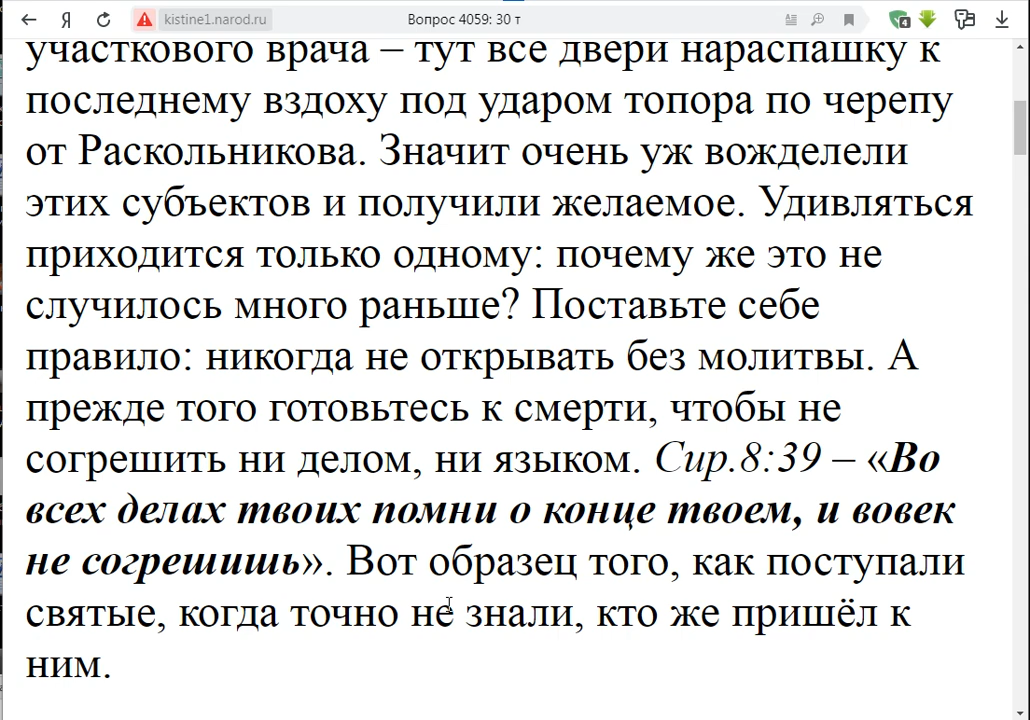 kistine1.narod.ru
Вопрос 4059: 30 т
4
участкового врача – тут все двери нараспашку к
последнему вздоху под ударом топора по черепу
от Раскольникова. Значит очень уж вожделели
этих субъектов и получили желаемое. Удивляться
приходится только одному: почему же это не
случилось много раньше? Поставьте себе
правило: никогда не открывать без молитвы. А
прежде того готовьтесь к смерти, чтобы не
согрешить ни делом, ни языком. Сир.8:39 – «Во
всех делах твоих помни о конце твоем, и вовек
не согрешишь». Вот образец того, как поступали
святые, когда точно не знали, кто же пришёл к
ним.